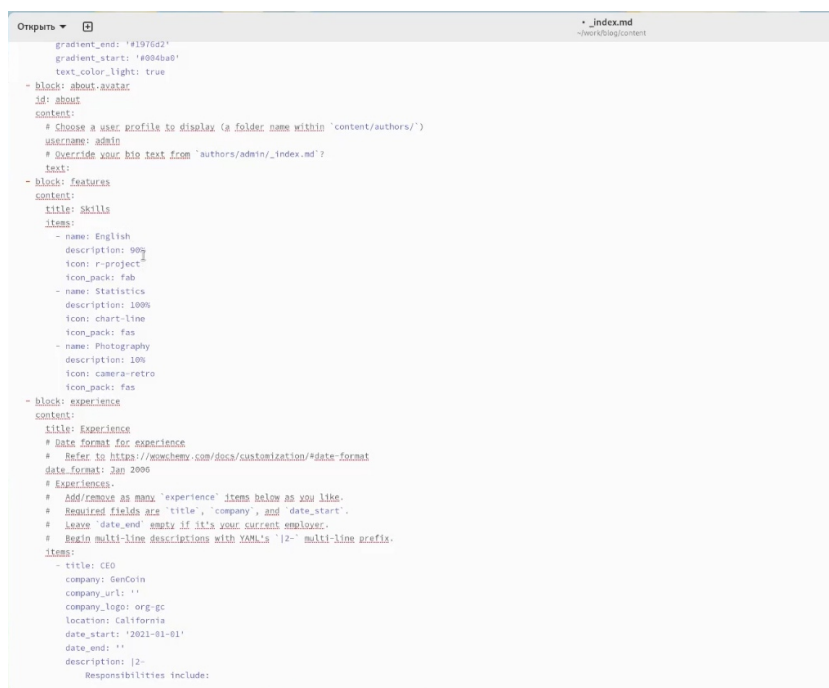 Открыть
• _index.md
~/work/blog/content
gradient_end: '#1976d2'
gradient_start: '#004ba0'
text_color_light: true
- block: about.avatar
id: about
content:
# Choose a user profile to display (a folder name within `content/authors/`)
username: admin
# Override your bio text from `authors/admin/_index.md`?
text:
- block: features
content:
title: Skills
items:
- name: English
description: 90%
icon: r-project
icon_pack: fab
- name: Statistics
description: 100%
icon: chart-line
icon_pack: fas
- name: Photography
description: 10%
icon: camera-retro
icon_pack: fas
- block: experience
content:
title: Experience
# Date format for experience
#   Refer to https://wowchemy.com/docs/customization/#date-format
date_format: Jan 2006
# Experiences.
#   Add/remove as many `experience` items below as you like.
#   Required fields are `title`, `company`, and `date_start`.
#   Leave `date_end` empty if it's your current employer.
#   Begin multi-line descriptions with YAML's `|2-` multi-line prefix.
items:
- title: CEO
company: GenCoin
company_url: ''
company_logo: org-gc
location: California
date_start: '2021-01-01'
date_end: ''
description: |2-
Responsibilities include: